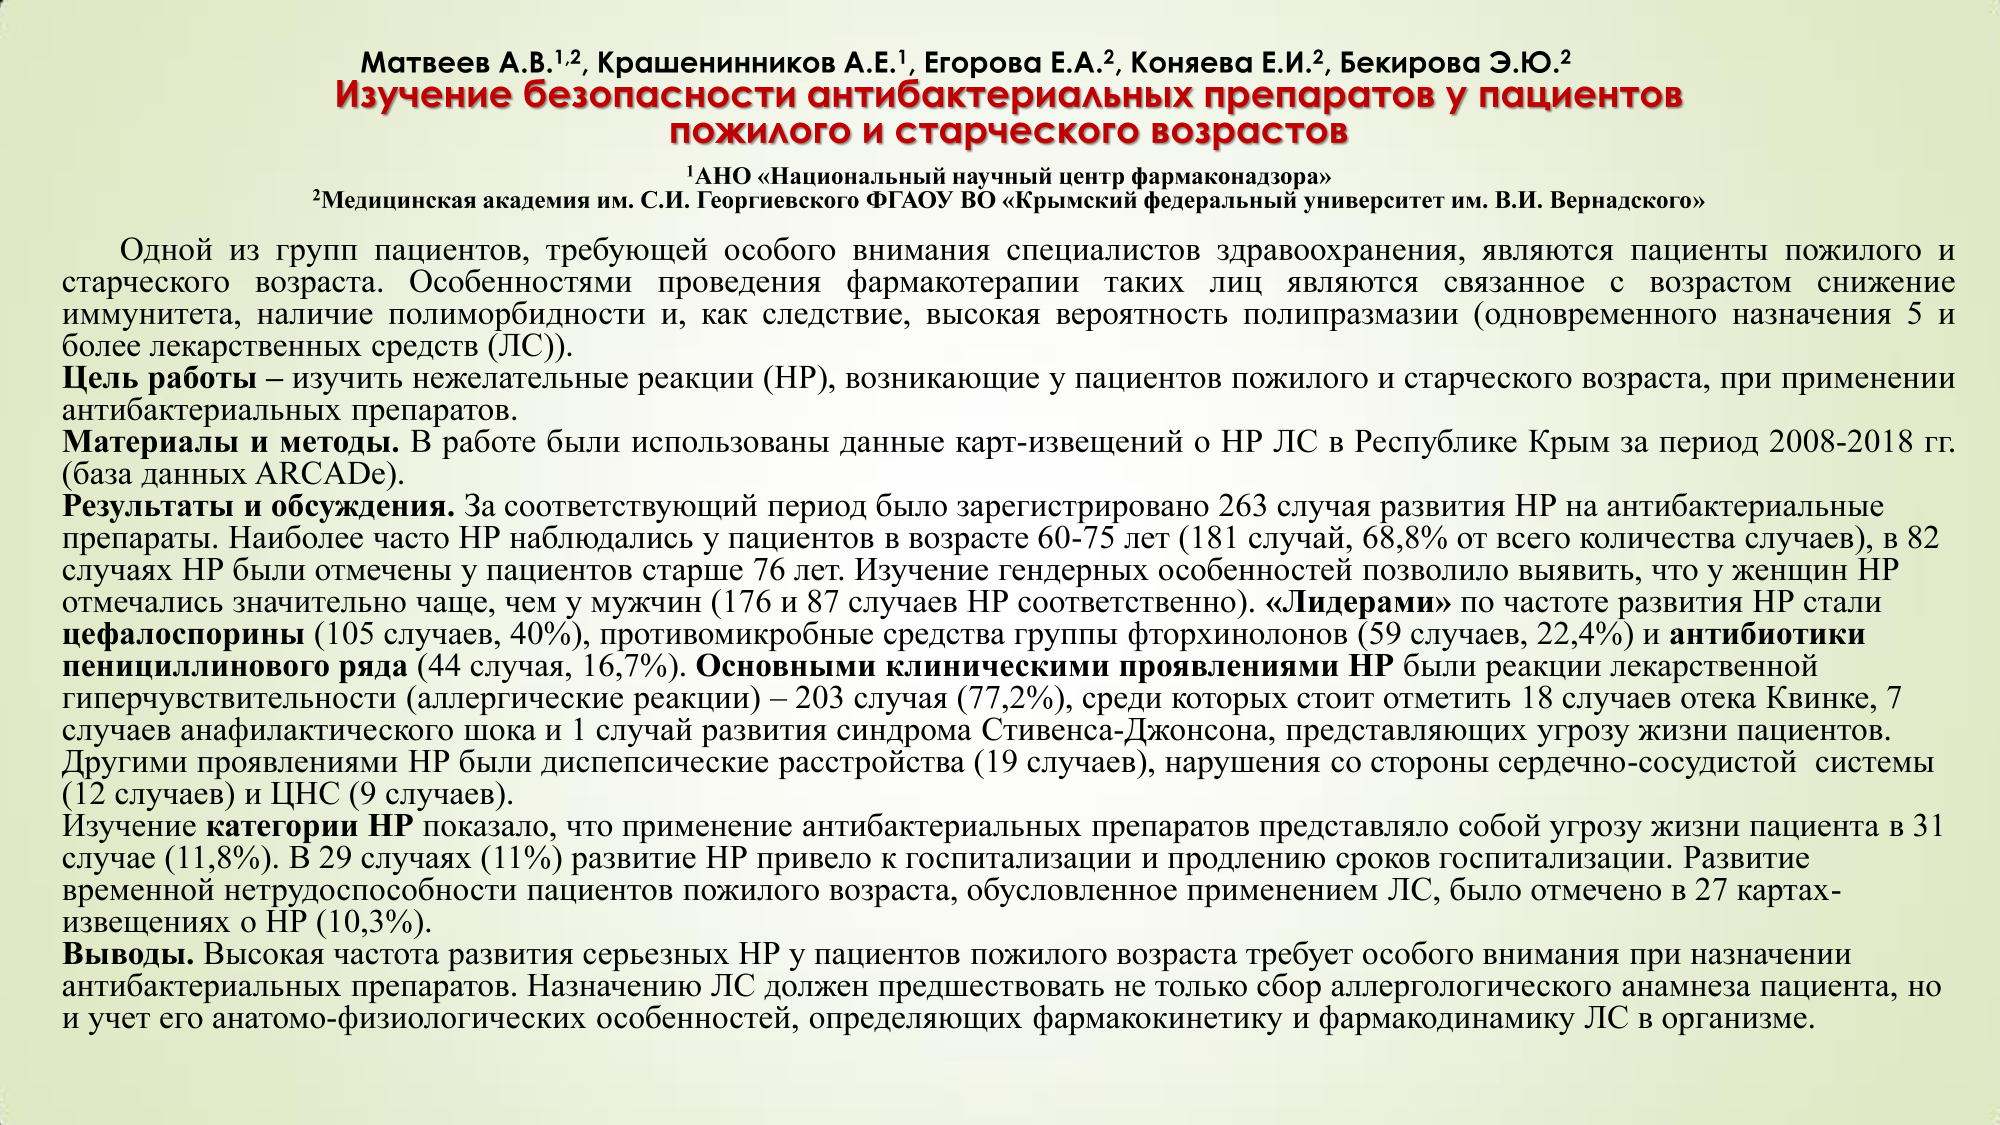 Матвеев А.В.1,2, Крашенинников А.Е.1, Егорова Е.А.2, Коняева Е.И.2, Бекирова Э.Ю.2
Изучение безопасности антибактериальных препаратов у пациентов
пожилого и старческого возрастов
1АНО «Национальный научный центр фармаконадзора»
2Медицинская академия им. С.И. Георгиевского ФГАОУ ВО «Крымский федеральный университет им. В.И. Вернадского»
Одной из групп пациентов, требующей особого внимания специалистов здравоохранения, являются пациенты пожилого и
старческого возраста. Особенностями проведения фармакотерапии таких лиц являются связанное с возрастом снижение
иммунитета, наличие полиморбидности и, как следствие, высокая вероятность полипразмазии (одновременного назначения 5 и
более лекарственных средств (ЛС)).
Цель работы – изучить нежелательные реакции (НР), возникающие у пациентов пожилого и старческого возраста, при применении
антибактериальных препаратов.
Материалы и методы. В работе были использованы данные карт-извещений о НР ЛС в Республике Крым за период 2008-2018 гг.
(база данных ARCADe).
Результаты и обсуждения. За соответствующий период было зарегистрировано 263 случая развития НР на антибактериальные
препараты. Наиболее часто НР наблюдались у пациентов в возрасте 60-75 лет (181 случай, 68,8% от всего количества случаев), в 82
случаях НР были отмечены у пациентов старше 76 лет. Изучение гендерных особенностей позволило выявить, что у женщин НР
отмечались значительно чаще, чем у мужчин (176 и 87 случаев НР соответственно). «Лидерами» по частоте развития НР стали
цефалоспорины (105 случаев, 40%), противомикробные средства группы фторхинолонов (59 случаев, 22,4%) и антибиотики
пенициллинового ряда (44 случая, 16,7%). Основными клиническими проявлениями НР были реакции лекарственной
гиперчувствительности (аллергические реакции) – 203 случая (77,2%), среди которых стоит отметить 18 случаев отека Квинке, 7
случаев анафилактического шока и 1 случай развития синдрома Стивенса-Джонсона, представляющих угрозу жизни пациентов.
Другими проявлениями НР были диспепсические расстройства (19 случаев), нарушения со стороны сердечно-сосудистой системы
(12 случаев) и ЦНС (9 случаев).
Изучение категории НР показало, что применение антибактериальных препаратов представляло собой угрозу жизни пациента в 31
случае (11,8%). В 29 случаях (11%) развитие НР привело к госпитализации и продлению сроков госпитализации. Развитие
временной нетрудоспособности пациентов пожилого возраста, обусловленное применением ЛС, было отмечено в 27 картах-
извещениях о НР (10,3%).
Выводы. Высокая частота развития серьезных НР у пациентов пожилого возраста требует особого внимания при назначении
антибактериальных препаратов. Назначению ЛС должен предшествовать не только сбор аллергологического анамнеза пациента, но
и учет его анатомо-физиологических особенностей, определяющих фармакокинетику и фармакодинамику ЛС в организме.